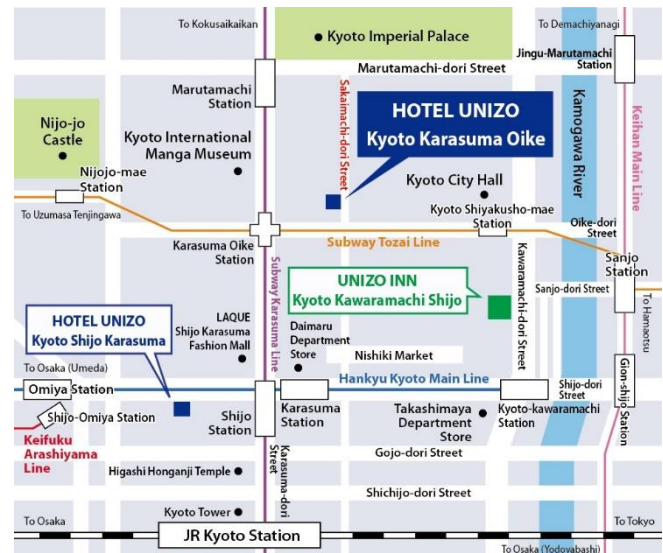 To Kokusaikaikan
To Demachiyanagi
Kyoto Imperial Palace
Jingu-Marutamachi
Station
Marutamachi-dori Street
Marutamachi
Station
Sakaimachi-dori Street
HOTEL UNIZO
Kyoto Karasuma Oike
Kamogawa River
Keihan Main Line
Nijo-jo
Castle
Kyoto International
Manga Museum
Nijojo-mae
Station
Kyoto City Hall
To Uzumasa Tenjingawa
Kyoto Shiyakusho-mae
Station
Oike-dori
Street
Karasuma Oike
Station
Subway Tozai Line
Sanjo
Station
Subway Karasuma Line
UNIZO INN
Kyoto Kawaramachi Shijo
Kawaramachi-dori Street
Sanjo-dori Street
To Hamaotsu
HOTEL UNIZO
Kyoto Shijo Karasuma
LAQUE
Shijo Karasuma
Fashion Mall
Daimaru
Department
Store
Nishiki Market
To Osaka (Umeda)
Omiya Station
Hankyu Kyoto Main Line
Shijo-dori
Street
Gion-shijo Station
Shijo-Omiya Station
Shijo
Station
Karasuma
Station
Takashimaya
Department
Store
Kyoto-kawaramachi
Station
Keifuku
Arashiyama
Line
Karasuma-dori
Street
Gojo-dori Street
Higashi Honganji Temple
Shichijo-dori Street
Kyoto Tower
To Osaka
JR Kyoto Station
To Tokyo
To Osaka (Yodoyabashi)